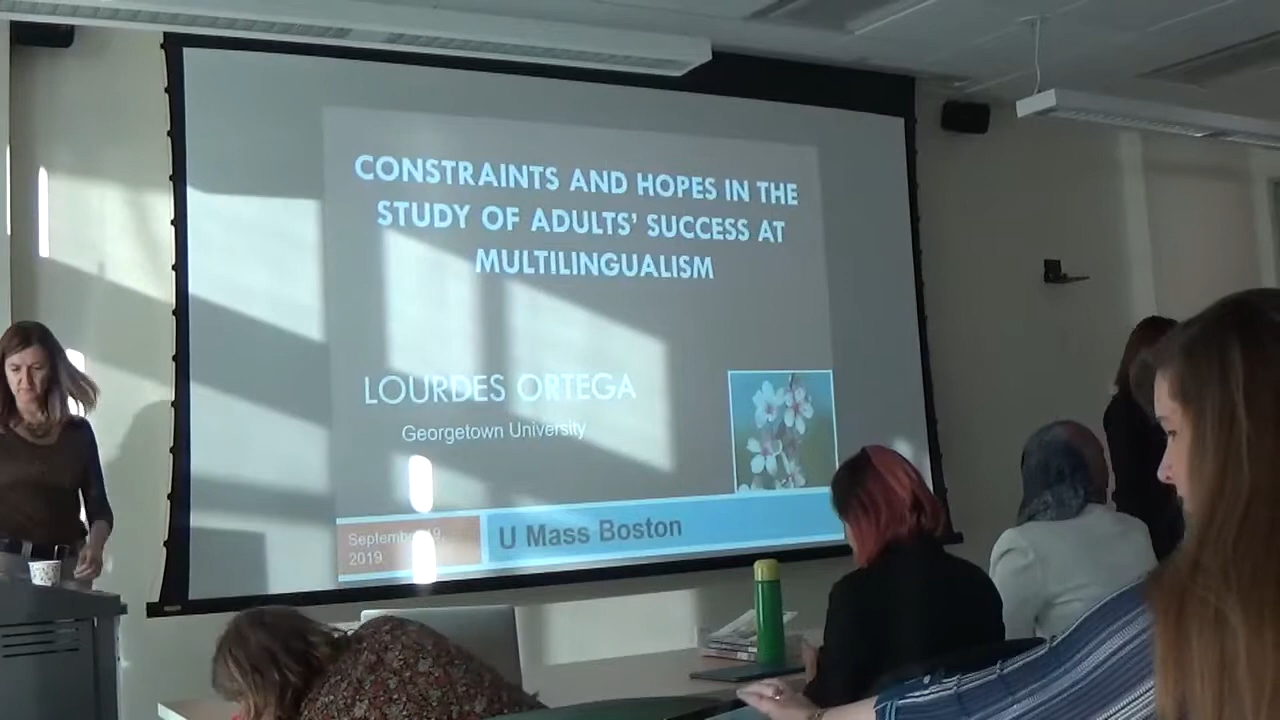 CONSTRAINTS AND HOPES IN THE
STUDY OF ADULTS' SUCCESS AT
MULTILINGUALISM
LOURDES ORTEGA
Georgetown University
2019
U Mass Boston